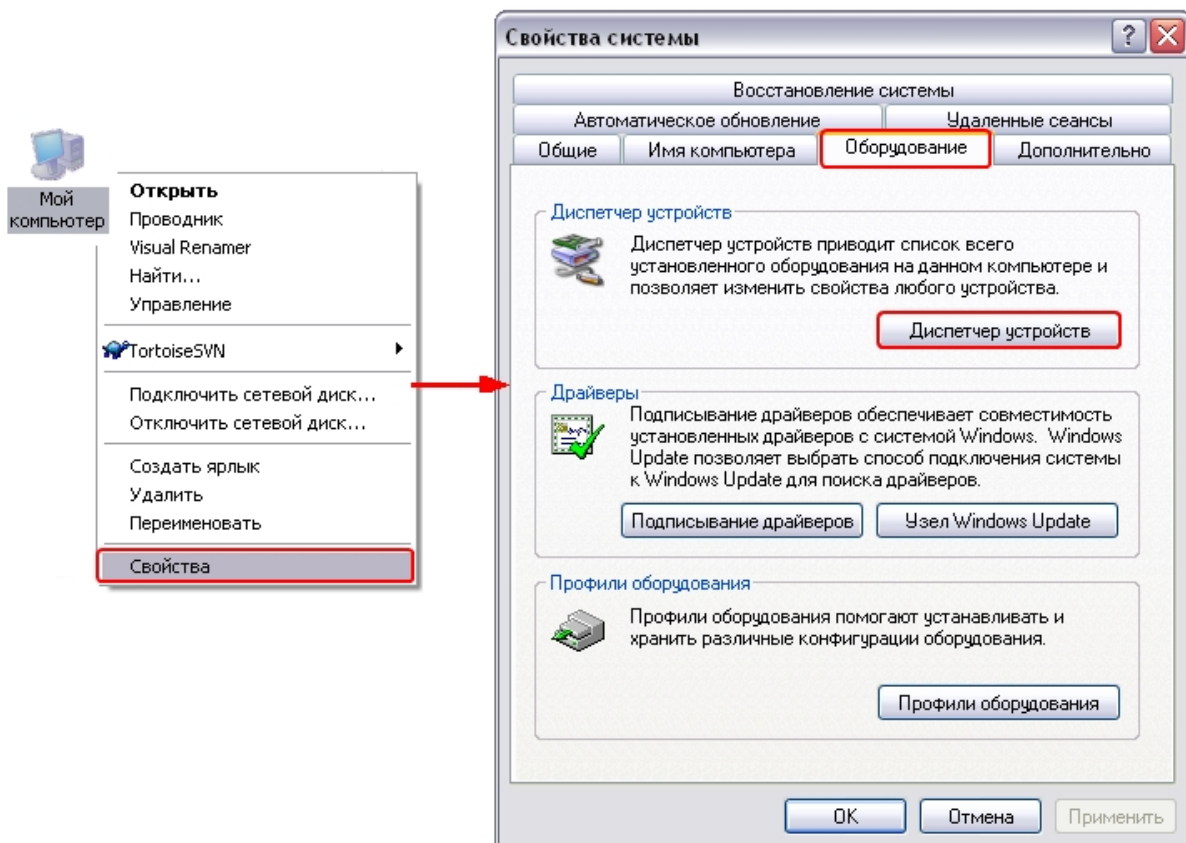 Мой
компьютер
Открыть
Проводник
Visual Renamer
Найти...
Управление
TortoiseSVN
Подключить сетевой диск...
Отключить сетевой диск...
Создать ярлык
Удалить
Переименовать
Свойства
Свойства системы
?
Восстановление системы
Автоматическое обновление
Удаленные сеансы
Общие
Имя компьютера
Оборудование
Дополнительно
Диспетчер устройств
Диспетчер устройств приводит список всего
установленного оборудования на данном компьютере и
позволяет изменить свойства любого устройства.
Диспетчер устройств
Драйверы
Подписывание драйверов обеспечивает совместимость
установленных драйверов с системой Windows. Windows
Update позволяет выбрать способ подключения системы
к Windows Update для поиска драйверов.
Подписывание драйверов
Узел Windows Update
Профили оборудования
Профили оборудования помогают устанавливать и
хранить различные конфигурации оборудования.
Профили оборудования
OK
Отмена
Применить